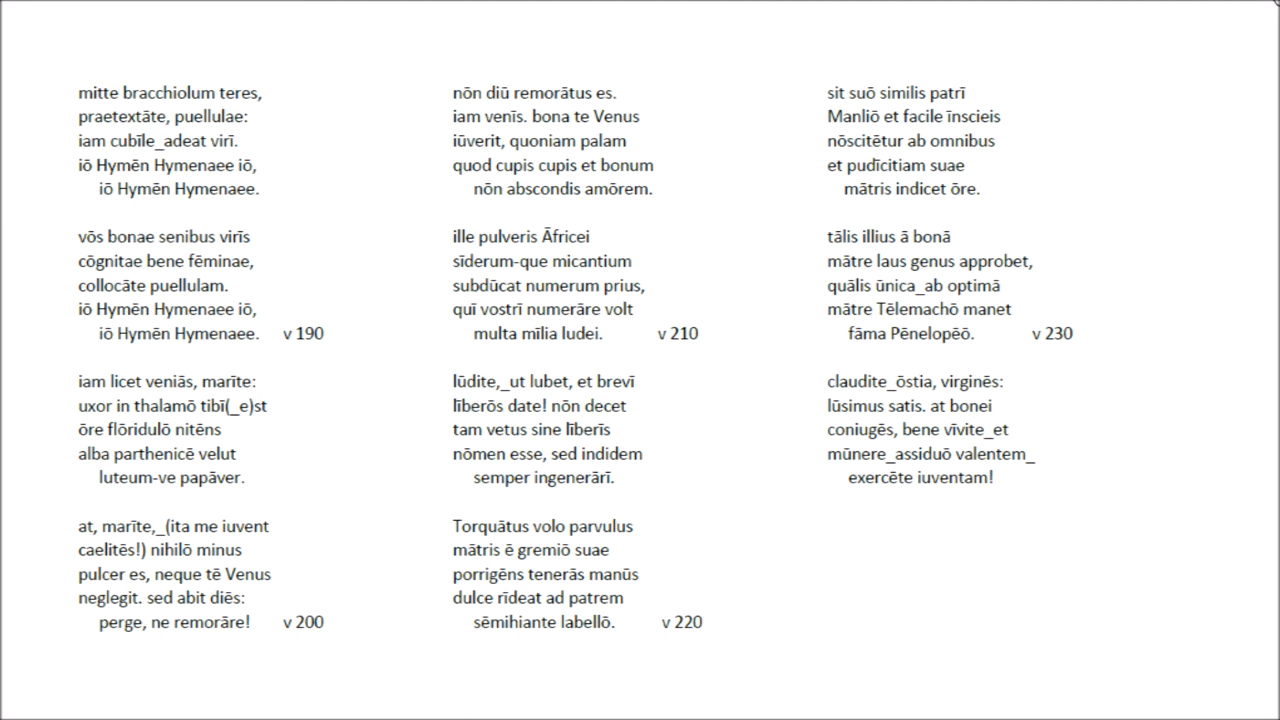 mitte bracchiolum teres,
praetextāte, puellulae:
iam cubīle_adeat virī.
iō Hymēn Hymenaee iō,
iō Hymēn Hymenaee.
vōs bonae senibus virīs
cōgnitae bene fēminae,
collocāte puellulam.
iō Hymēn Hymenaee iō,
iō Hymēn Hymenaee. v 190
iam licet veniās, marīte:
uxor in thalamō tibī(_e)st
ōre flōridulō nitēns
alba parthenicē velut
luteum-ve papāver.
at, marīte,_(ita me iuvent
caelitēs!) nihilō minus
pulcer es, neque tē Venus
neglegit. sed abit diēs:
perge, ne remorāre! v 200
nōn diū remorātus es.
iam venīs. bona te Venus
iūverit, quoniam palam
quod cupis cupis et bonum
nōn abscondis amōrem.
ille pulveris Āfricei
sīderum-que micantium
subdūcat numerum prius,
quī vostrī numerāre volt
multa mīlia ludei. v 210
lūdite,_ut lubet, et brevī
līberōs date! nōn decet
tam vetus sine līberīs
nōmen esse, sed indidem
semper ingenerārī.
Torquātus volo parvulus
mātris ē gremiō suae
porrigēns tenerās manūs
dulce rīdeat ad patrem
sēmihiante labellō. v 220
sit suō similis patrī
Manliō et facile īnscieis
nōscitētur ab omnibus
et pudīcitiam suae
mātris indicet ōre.
tālis illius ā bonā
mātre laus genus approbet,
quālis ūnica_ab optimā
mātre Tēlemachō manet
fāma Pēnelopēō. v 230
claudite_ōstia, virginēs:
lūsimus satis. at bonei
coniugēs, bene vīvite_et
mūnere_assiduō valentem_
exercēte iuventam!